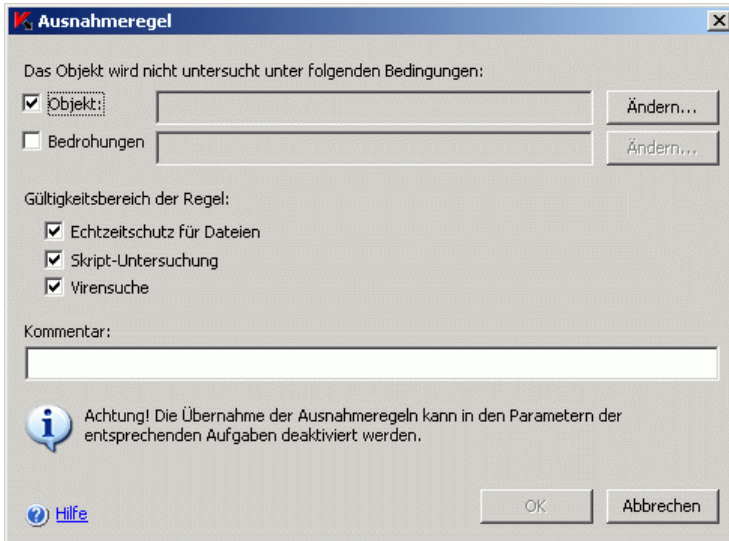 Ausnahmeregel
Das Objekt wird nicht untersucht unter folgenden Bedingungen:
Objekt: Ändern...
Bedrohungen Ändern...
Gültigkeitsbereich der Regel:
Echtzeitschutz für Dateien
Skript-Untersuchung
Virensuche
Kommentar:
Achtung! Die Übernahme der Ausnahmeregeln kann in den Parametern der
entsprechenden Aufgaben deaktiviert werden.
Hilfe OK Abbrechen